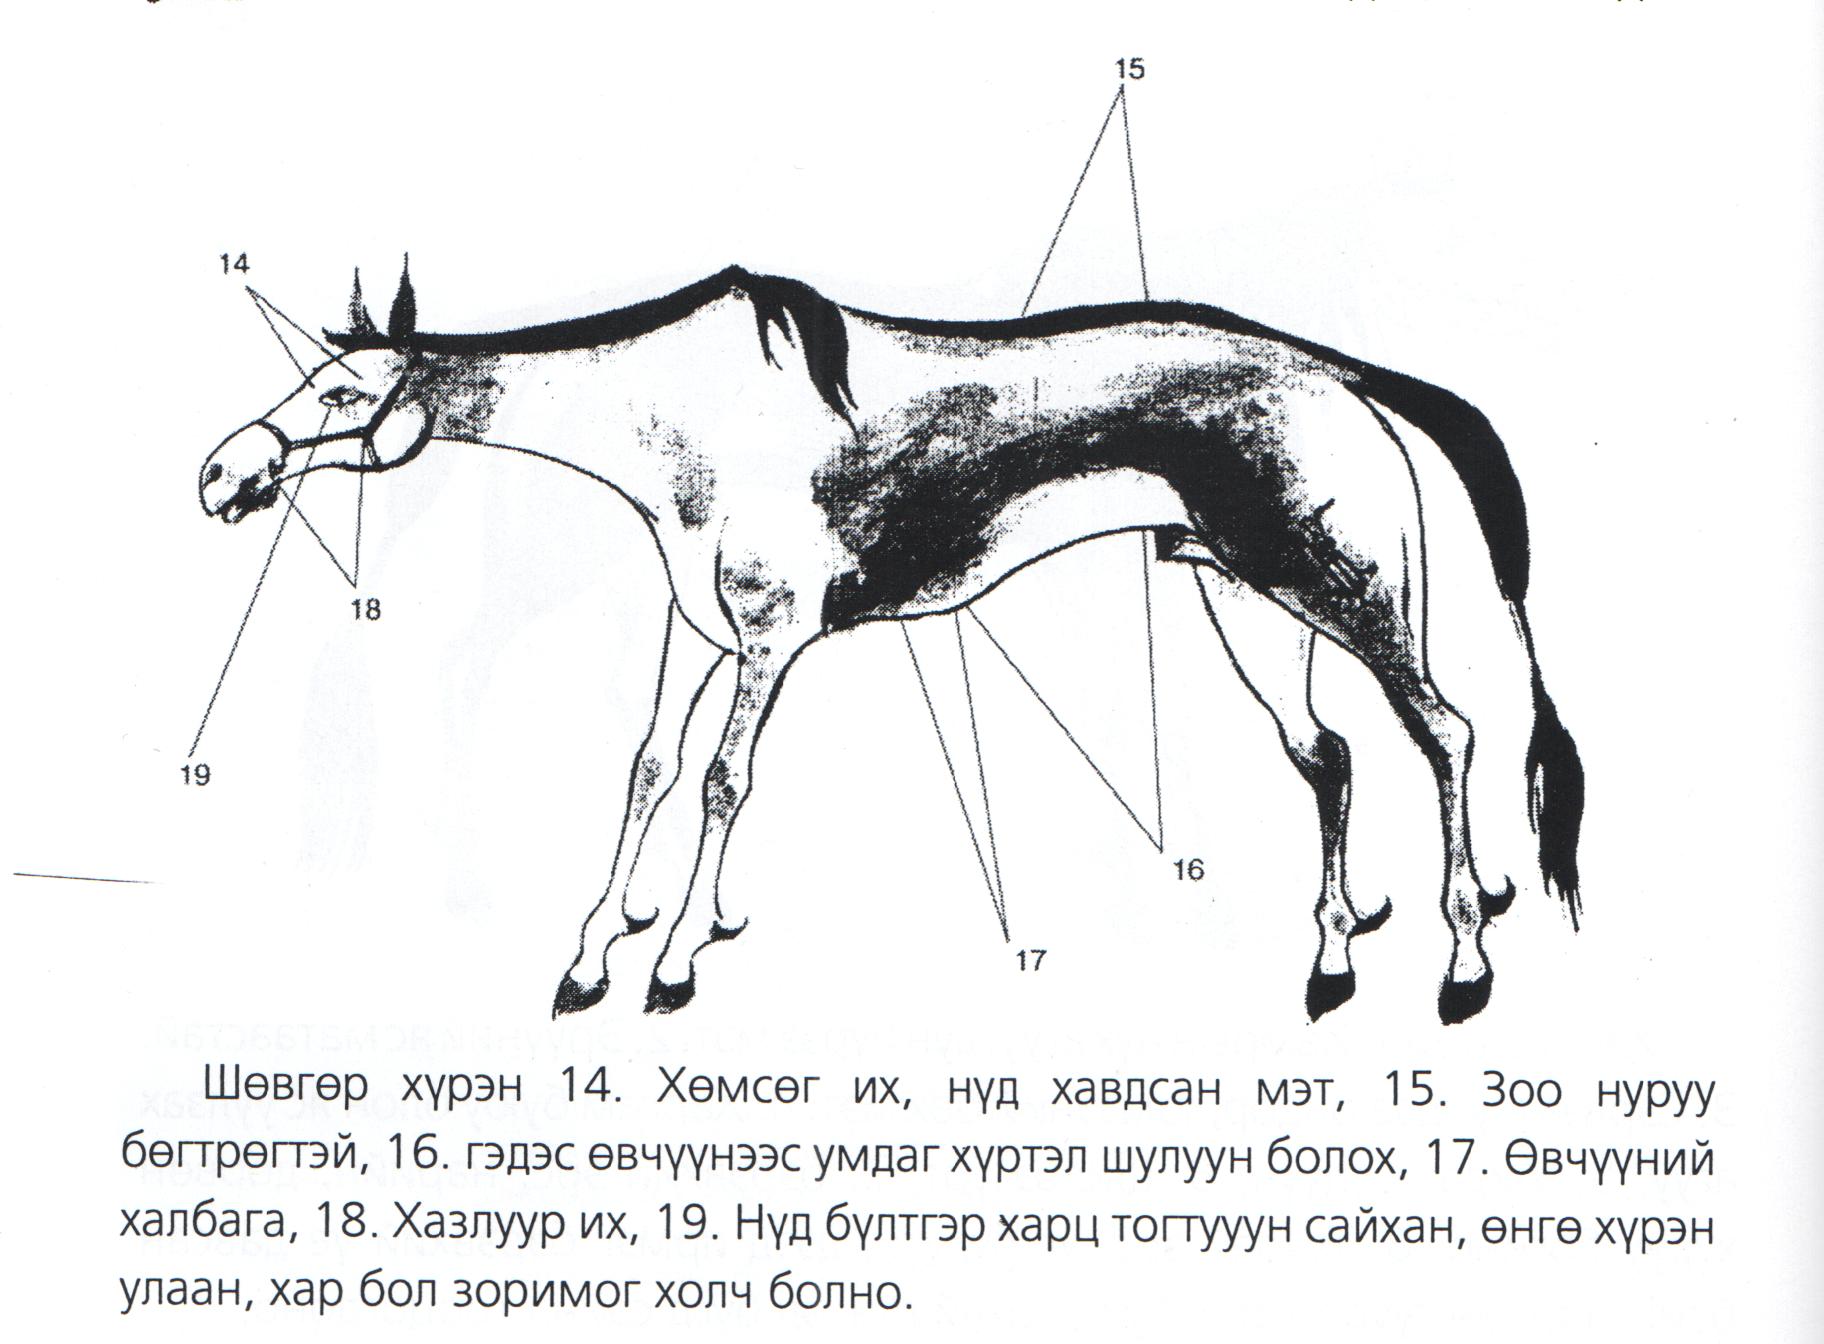 15
14
18
19
16
17
Шөвгөр хүрэн 14. Хөмсөг их, нүд хавдсан мэт, 15. Зоо нуруу
бөгтрөгтэй, 16. гэдэс өвчүүнээс умдаг хүртэл шулуун болох, 17. Өвчүүний
халбага, 18. Хазлуур их, 19. Нүд бүлтгэр харц тогтууун сайхан, өнгө хүрэн
улаан, хар бол зоримог холч болно.